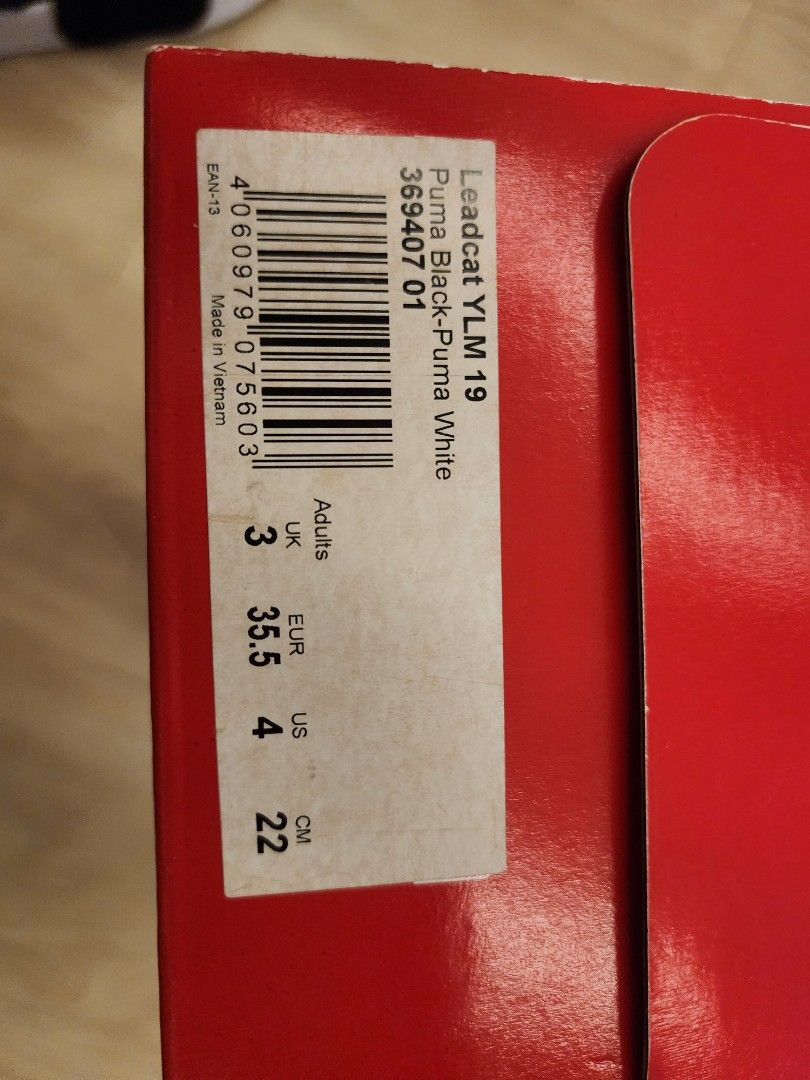 Leadcat YLM 19
Puma Black-Puma White
369407 01
4 060979 075603
EAN-13 Made in Vietnam
Adults
UK EUR US CM
3 35.5 4 22